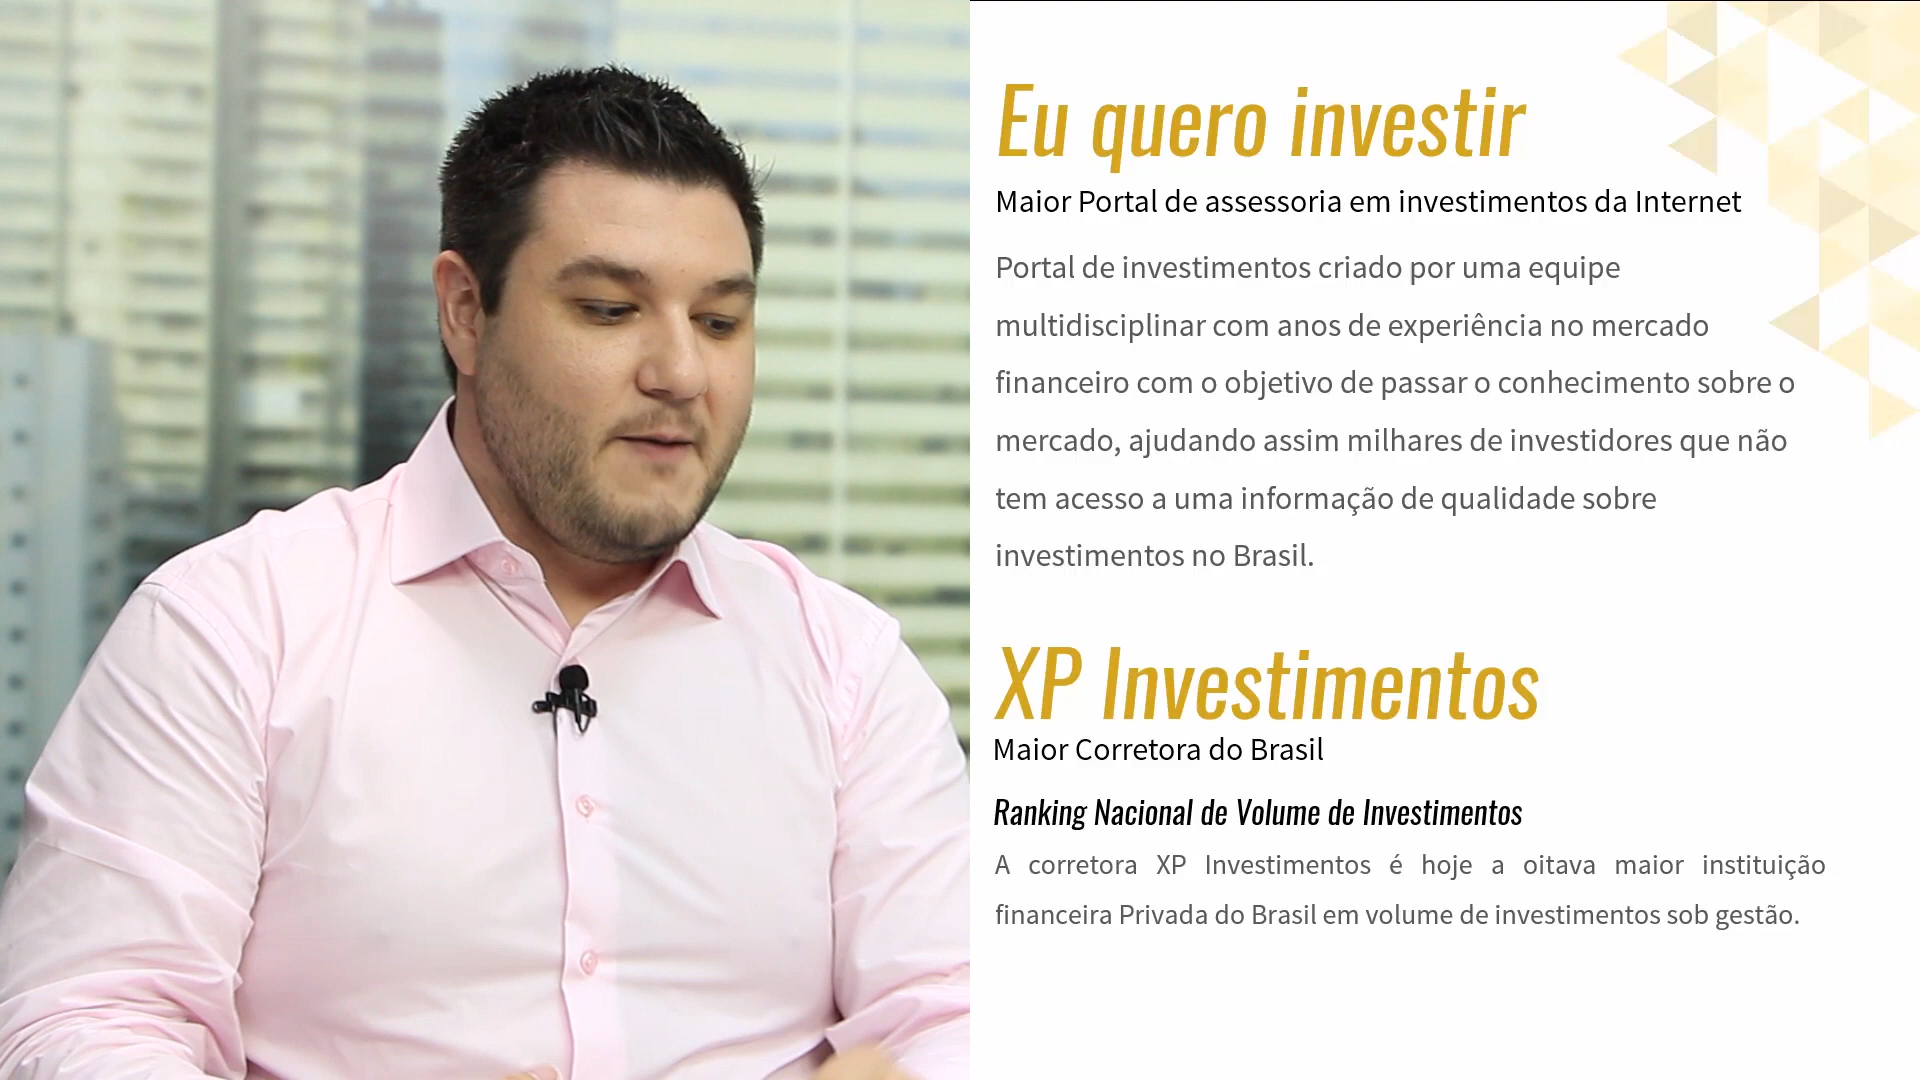 Eu quero investir
Maior Portal de assessoria em investimentos da Internet
Portal de investimentos criado por uma equipe
multidisciplinar com anos de experiência no mercado
financeiro com o objetivo de passar o conhecimento sobre o
mercado, ajudando assim milhares de investidores que não
tem acesso a uma informação de qualidade sobre
investimentos no Brasil.
XP Investimentos
Maior Corretora do Brasil
Ranking Nacional de Volume de Investimentos
A corretora XP Investimentos é hoje a oitava maior instituição
financeira Privada do Brasil em volume de investimentos sob gestão.